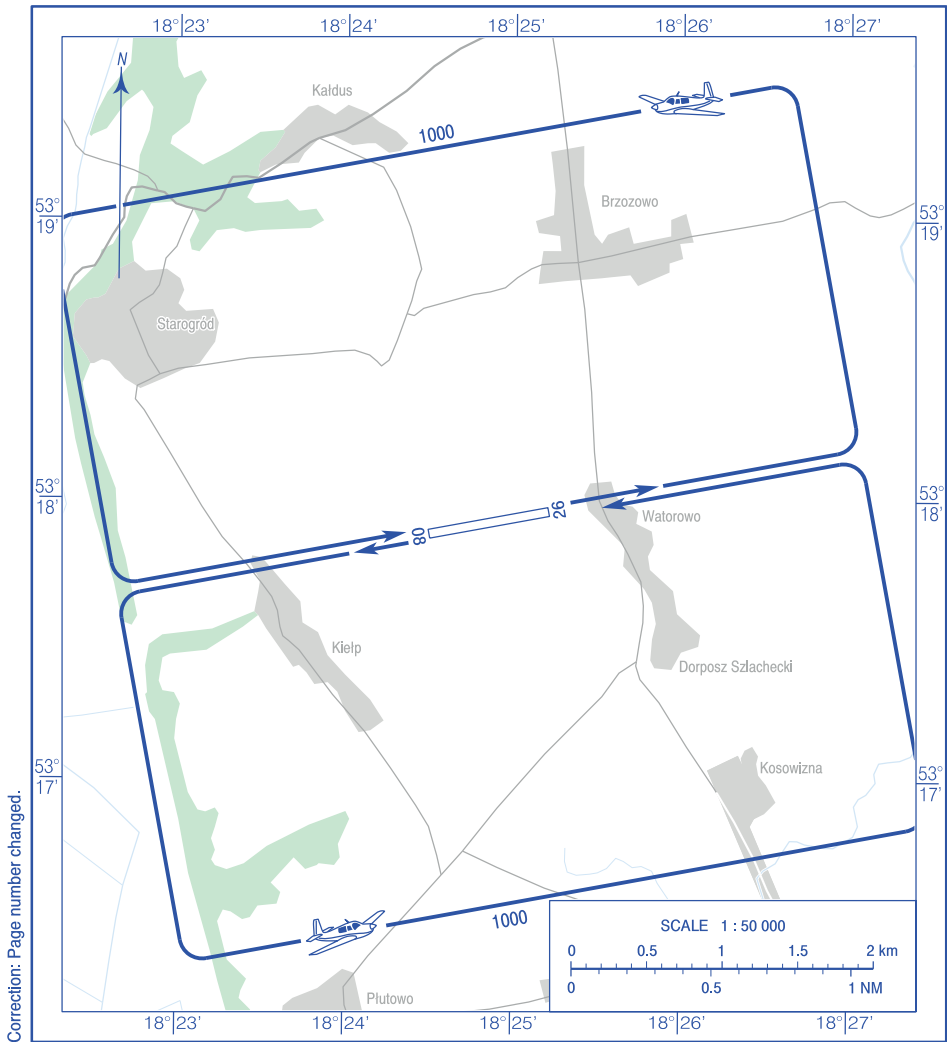 18°23'
18°24'
18°25'
18°26'
18°27'
N
Kałdus
1000
53°
19'
Brzozowo
53°
19'
Starogród
53°
18'
53°
18'
26
Watorowo
08
Kiełp
Dorposz Szlachecki
53°
17'
Kosowizna
53°
17'
1000
SCALE 1 : 50 000
0 0.5 1 1.5 2 km
0 0.5 1 NM
Płutowo
18°23'
18°24'
18°25'
18°26'
18°27'
Correction: Page number changed.